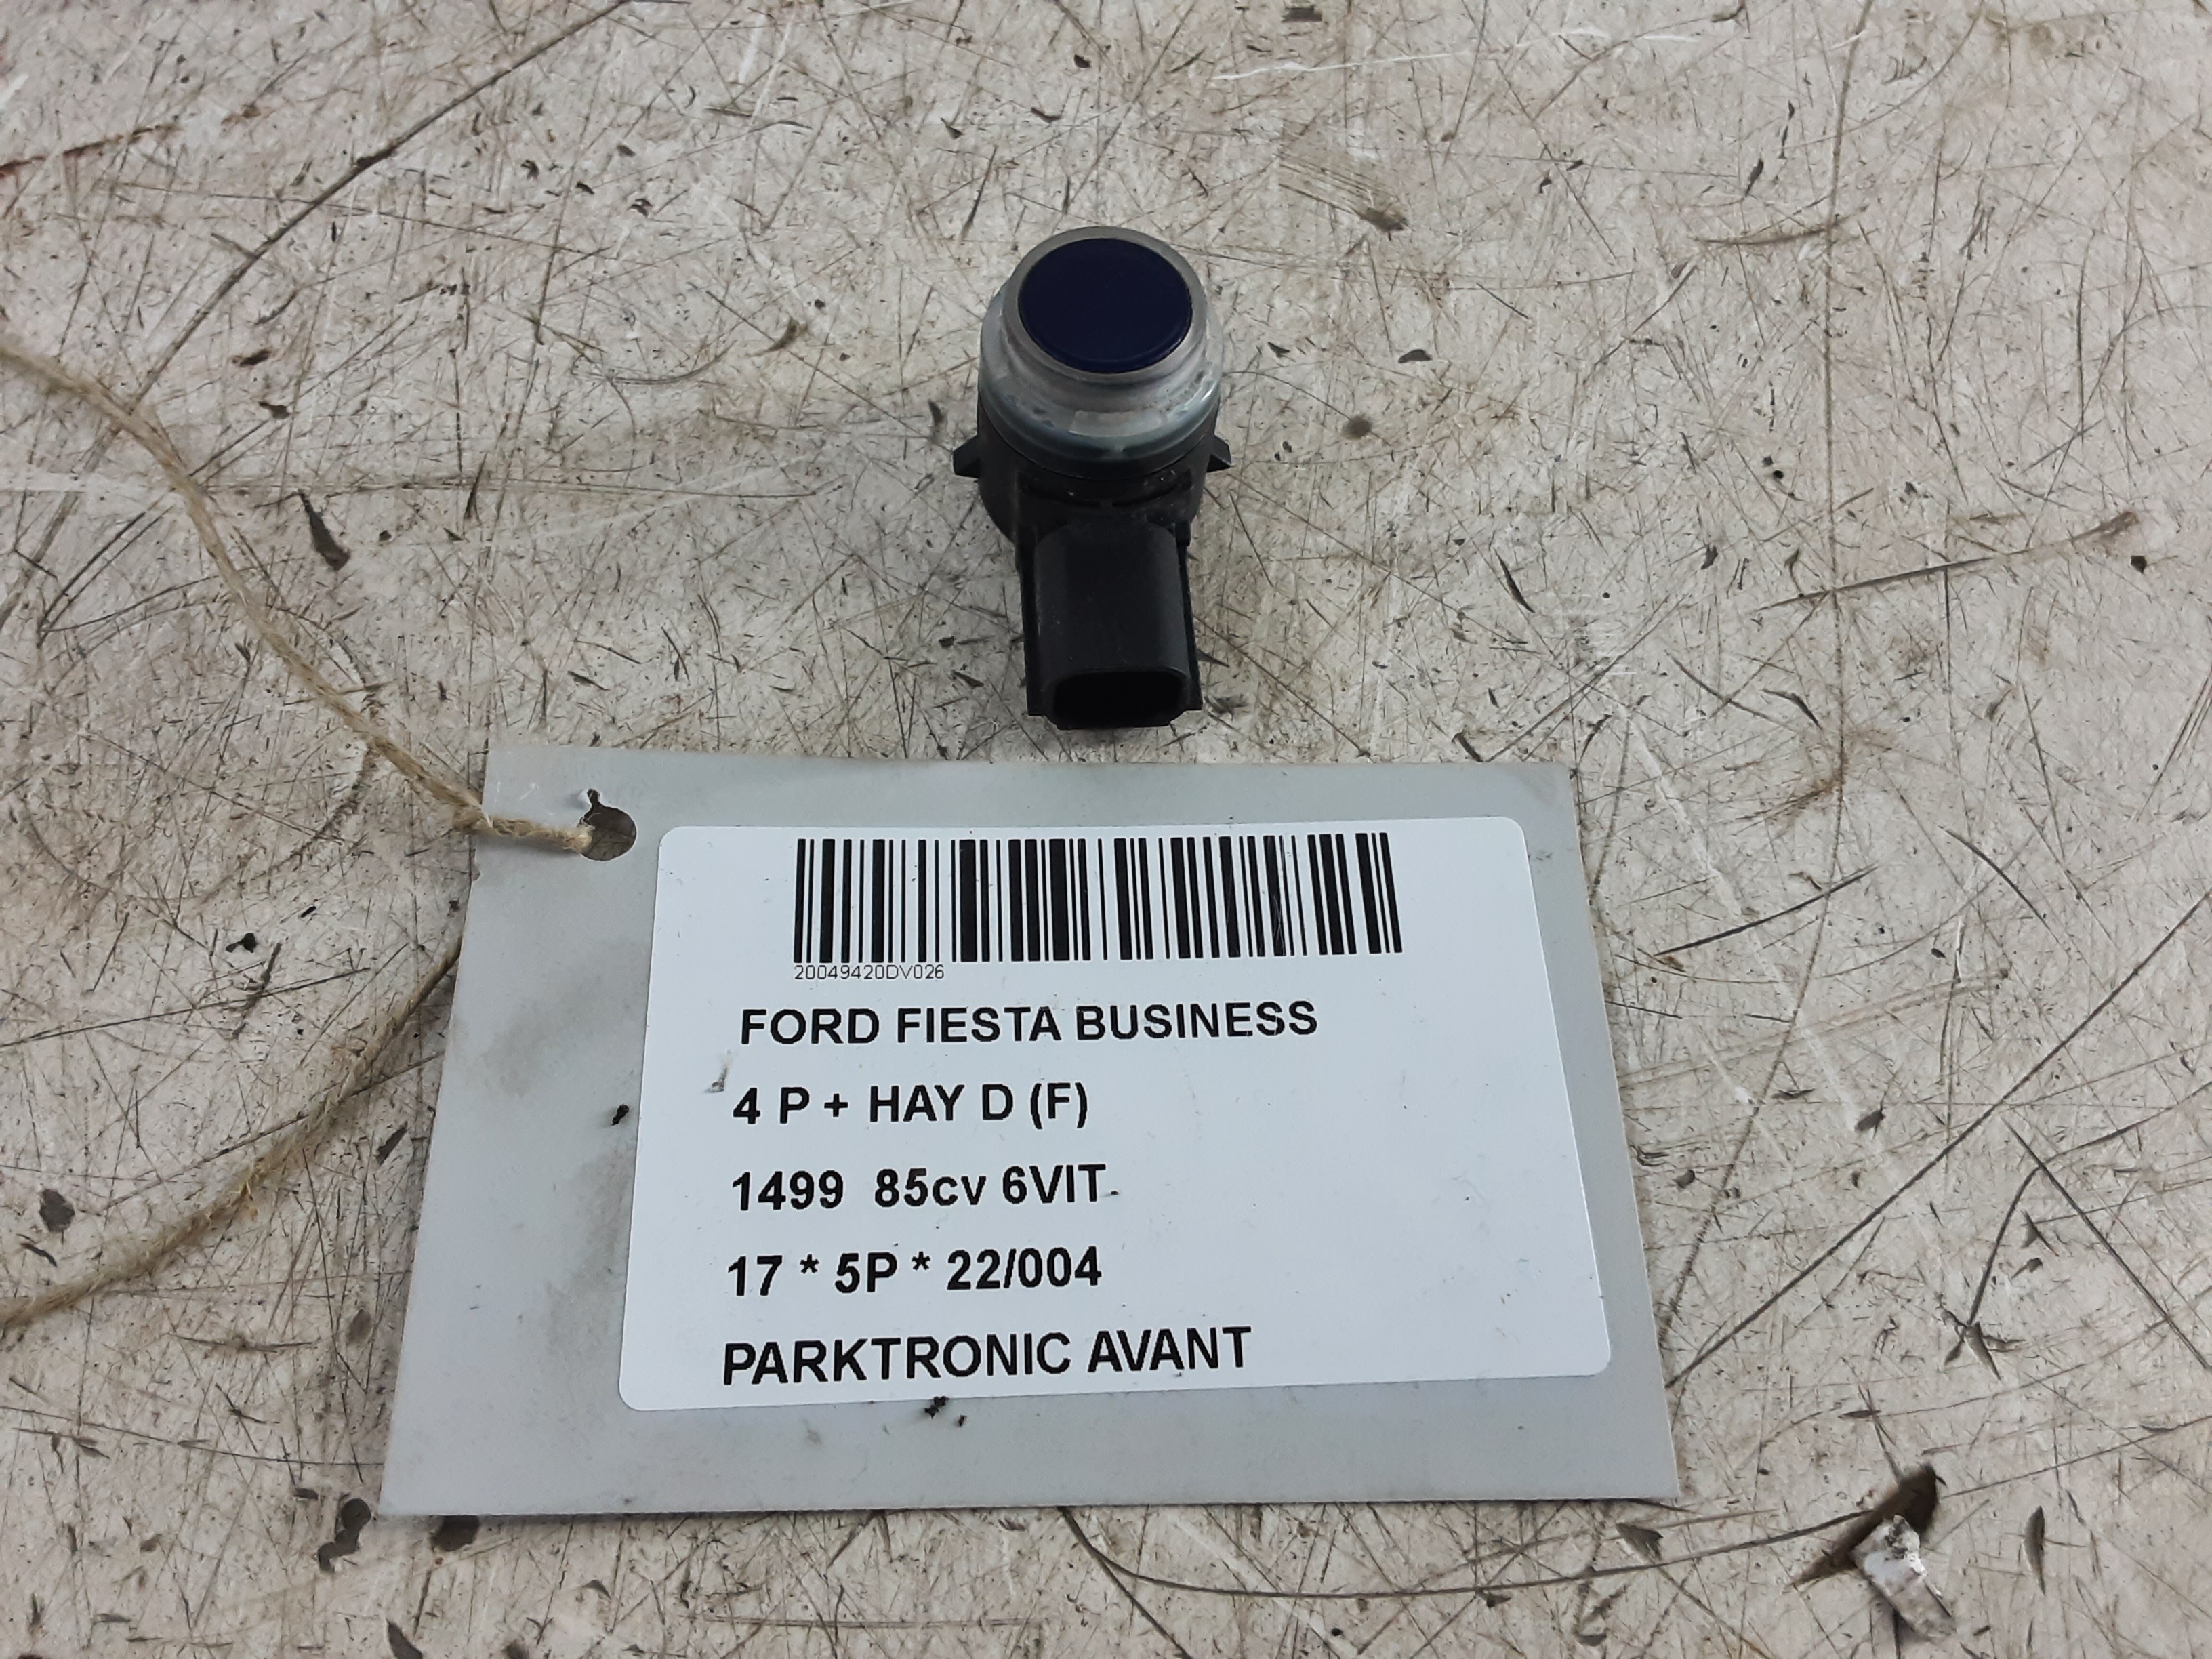 20049420DV026
FORD FIESTA BUSINESS
4 P + HAY D (F)
1499 85cv 6VIT.
17 * 5P * 22/004
PARKTRONIC AVANT